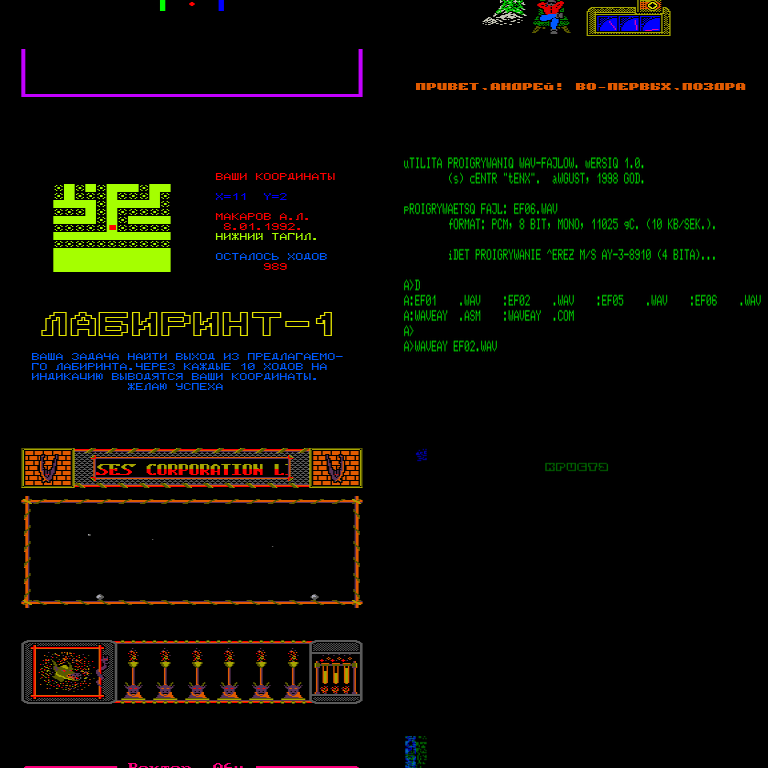 ВАШИ КООРДИНАТЫ
X=11 Y=2
МАКАРОВ А.Л.
8.01.1992.
НИЖНИЙ ТАГИЛ.
ОСТАЛОСЬ ХОДОВ
989
ЛАБИРИНТ-1
ВАША ЗАДАЧА НАЙТИ ВЫХОД ИЗ ПРЕДЛАГАЕМО-
ГО ЛАБИРИНТА.ЧЕРЕЗ КАЖДЫЕ 10 ХОДОВ НА
ИНДИКАЦИЮ ВЫВОДЯТСЯ ВАШИ КООРДИНАТЫ.
ЖЕЛАЮ УСПЕХА
SES CORPORATION L.
Вектор 06ц
ПРИВЕТ,АНДРЕЙ! ВО-ПЕРВЫХ,ПОЗДРА
uTILITA PROIGRYWANIQ WAV-FAJLOW. wERSIQ 1.0.
(s) cENTR "tENX". aWGUST, 1998 GOD.
pROIGRYWAETSQ FAJL: EF06.WAV
fORMAT: PCM, 8 BIT, MONO, 11025 gC. (10 KB/SEK.).
iDET PROIGRYWANIE ^EREZ M/S AY-3-8910 (4 BITA)...
A>D
A:EF01 .WAV :EF02 .WAV :EF05 .WAV :EF06 .WAV
A:WAVEAY .ASM :WAVEAY .COM
A>
A>WAVEAY EF02.WAV